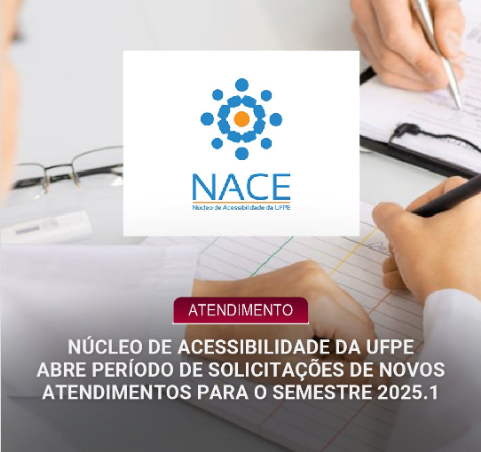 NACE
Núcleo de Acessibilidade da UFPE
ATENDIMENTO
NÚCLEO DE ACESSIBILIDADE DA UFPE
ABRE PERÍODO DE SOLICITAÇÕES DE NOVOS
ATENDIMENTOS PARA O SEMESTRE 2025.1